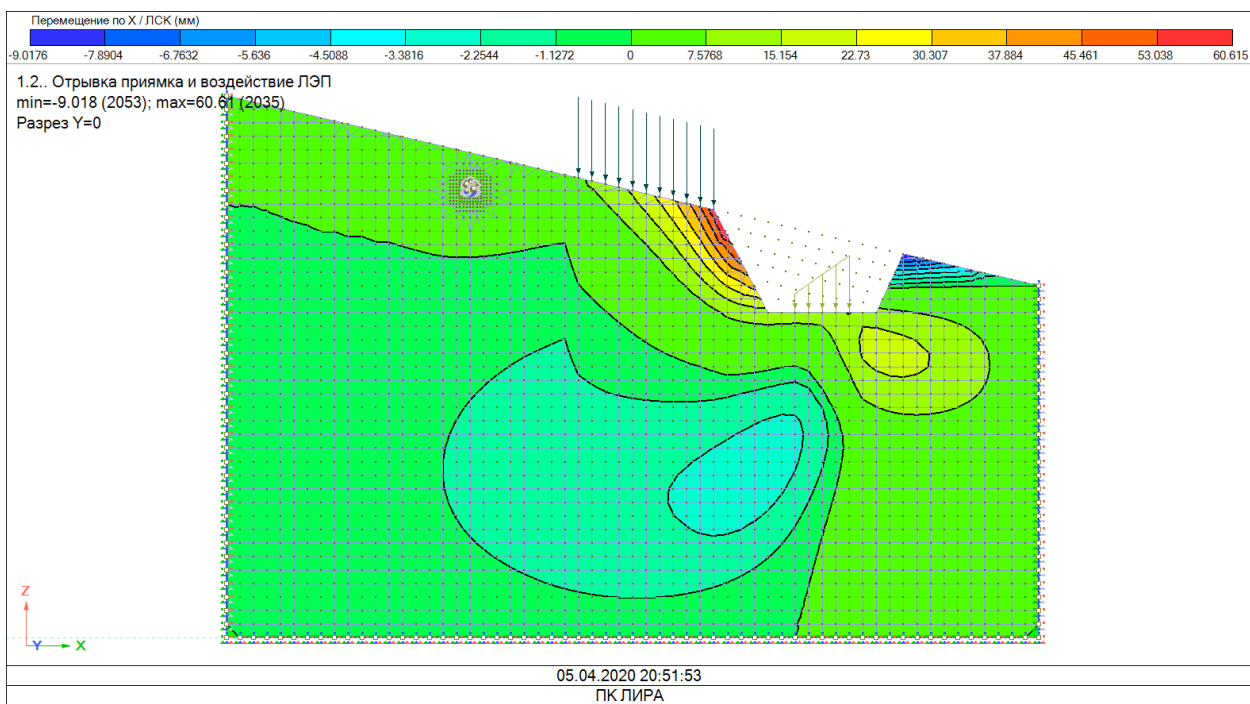 Перемещение по X / ЛСК (мм)
-9.0176 -7.8904 -6.7632 -5.636 -4.5088 -3.3816 -2.2544 -1.1272 0 7.5768 15.154 22.73 30.307 37.884 45.461 53.038 60.615
1.2.. Отрывка приямка и воздействие ЛЭП
min=-9.018 (2053); max=60.61 (2035)
Разрез Y=0
Z
Y X
05.04.2020 20:51:53
ПК ЛИРА